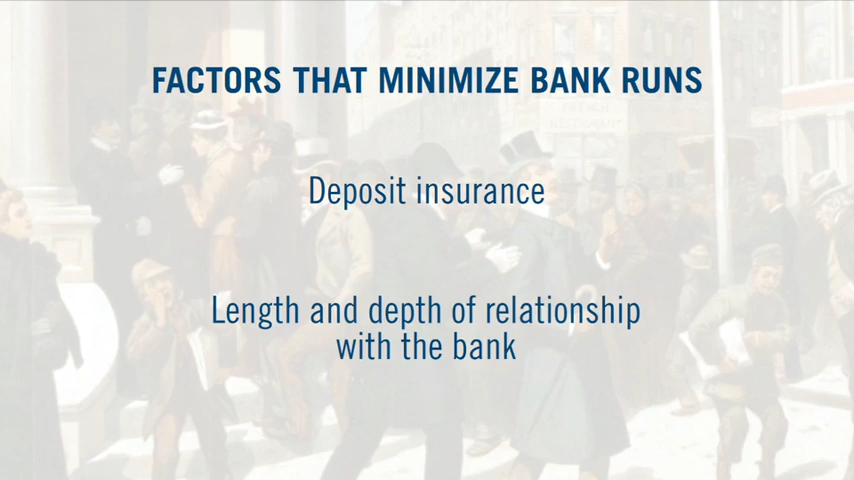 FACTORS THAT MINIMIZE BANK RUNS
Deposit insurance
Length and depth of relationship
with the bank